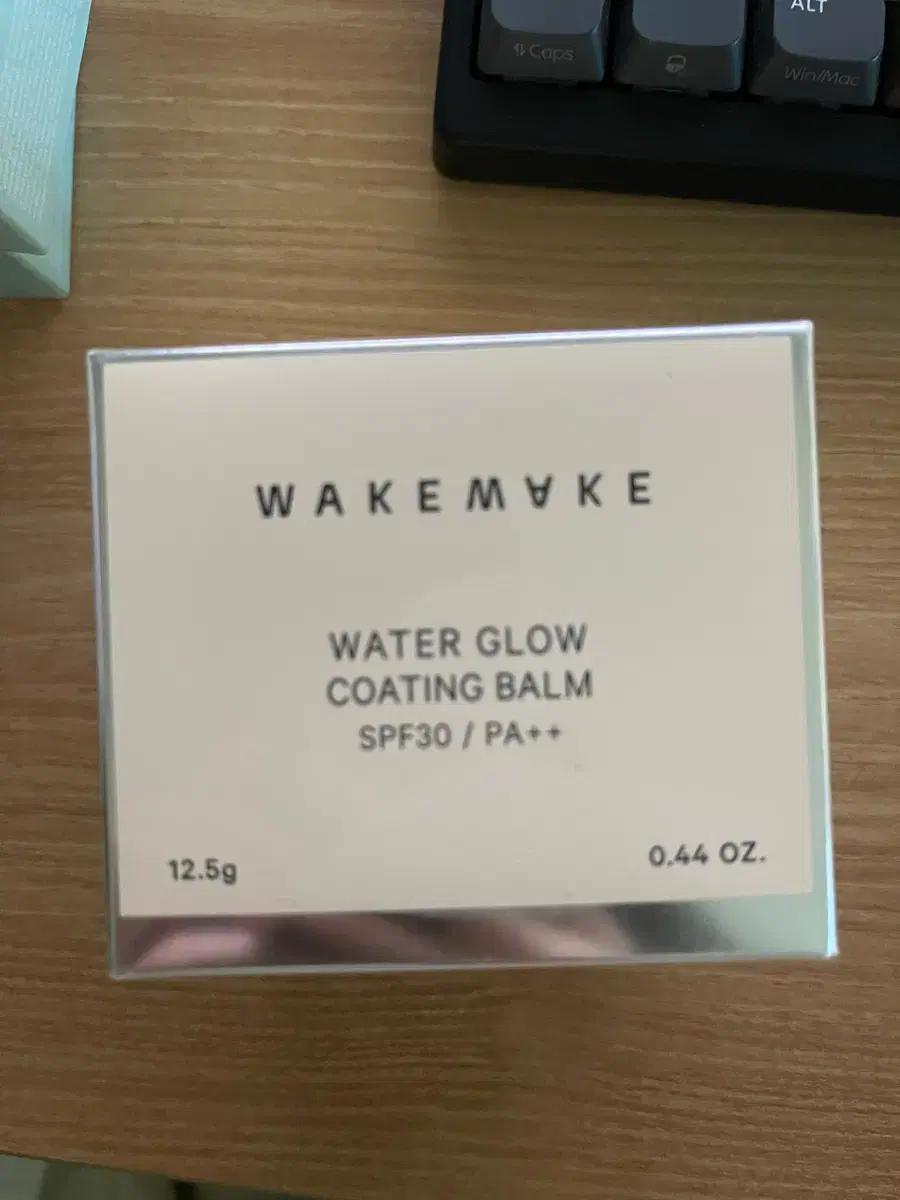 ALT
Caps
Win/Mac
WAKEMAKE
WATER GLOW
COATING BALM
SPF30 / PA++
12.5g
0.44 OZ.